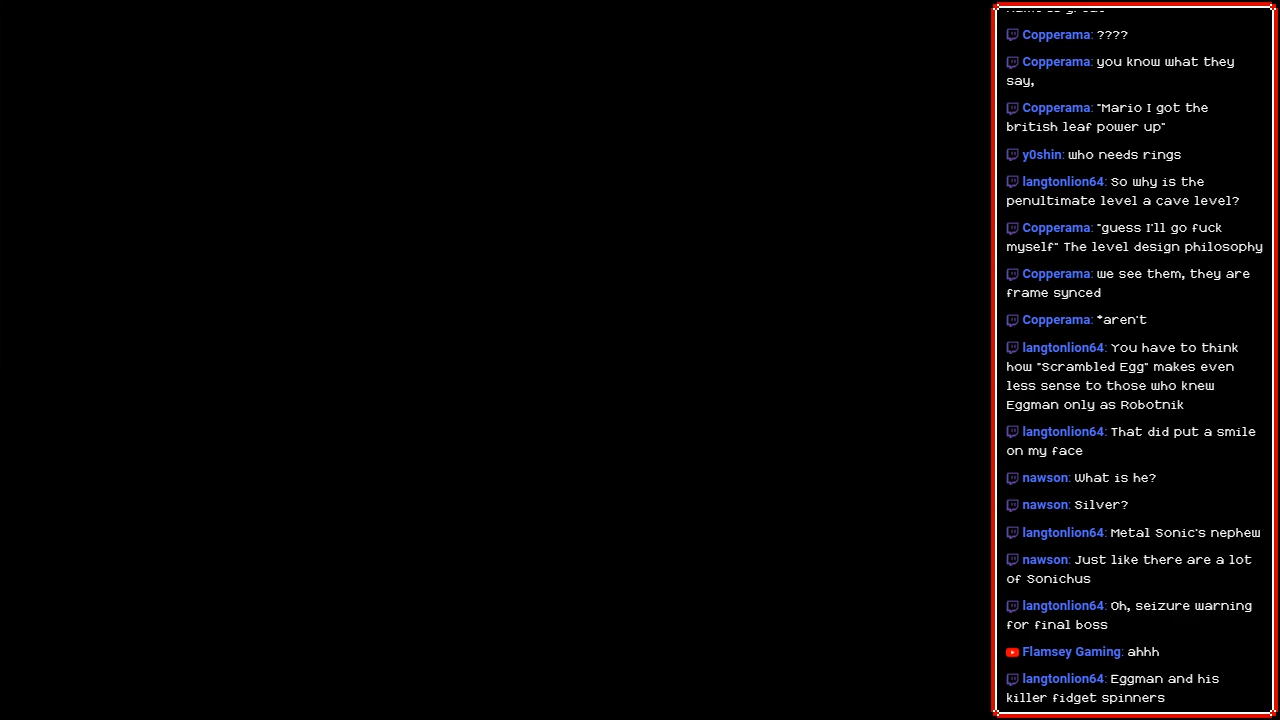 Copperama: ????
Copperama: you know what they
say,
Copperama: "Mario I got the
british leaf power up"
y0shin: who needs rings
langtonlion64: So why is the
penultimate level a cave level?
Copperama: "guess I'll go fuck
myself" The level design philosophy
Copperama: we see them, they are
frame synced
Copperama: *aren't
langtonlion64: You have to think
how "Scrambled Egg" makes even
less sense to those who knew
Eggman only as Robotnik
langtonlion64: That did put a smile
on my face
nawson: What is he?
nawson: Silver?
langtonlion64: Metal Sonic's nephew
nawson: Just like there are a lot
of Sonichus
langtonlion64: Oh, seizure warning
for final boss
Flamsey Gaming: ahhh
langtonlion64: Eggman and his
killer fidget spinners